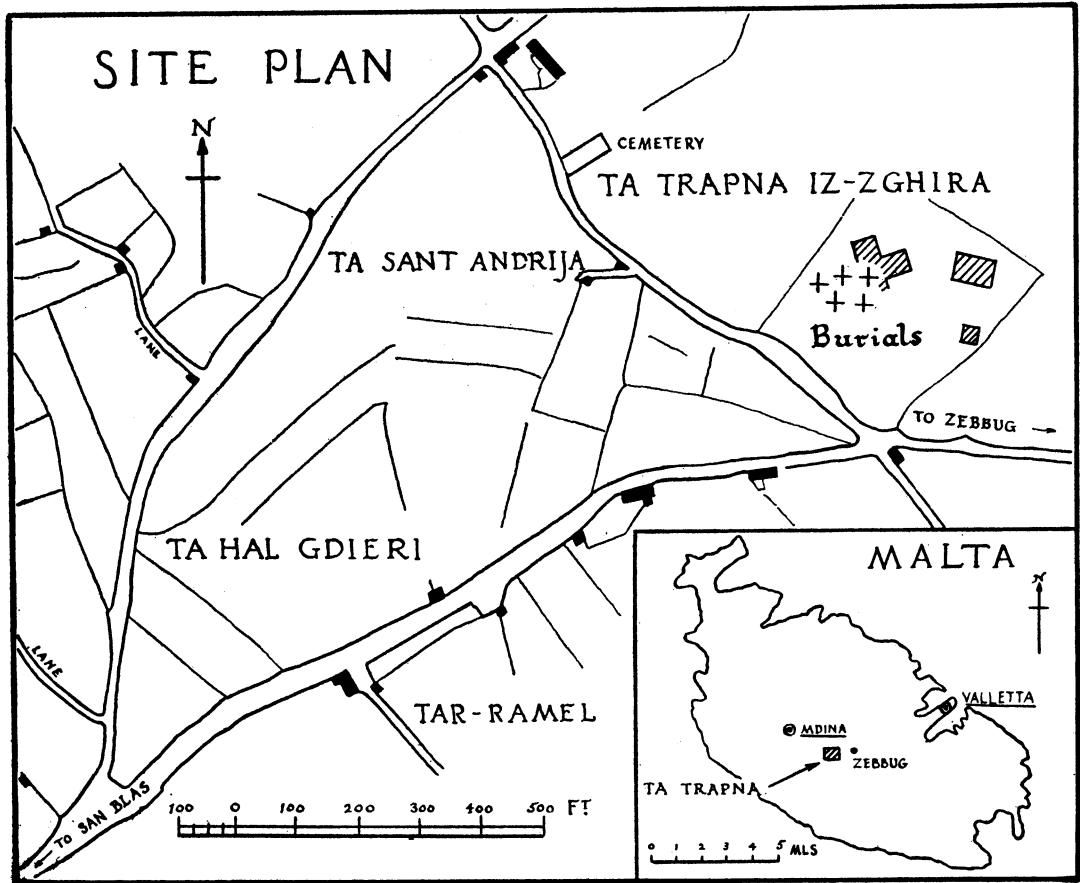 SITE PLAN
N
CEMETERY
TA TRAPNA IZ-ZGHIRA
TA SANT ANDRIJA
LANE
Burials
TO ZEBBUG
TA HAL GDIERI
LANE
TAR-RAMEL
TO SAN BLAS
100 0 100 200 300 400 500 FT.
MALTA
N
VALLETTA
MDINA
ZEBBUG
TA TRAPNA
0 1 2 3 4 5 MLS